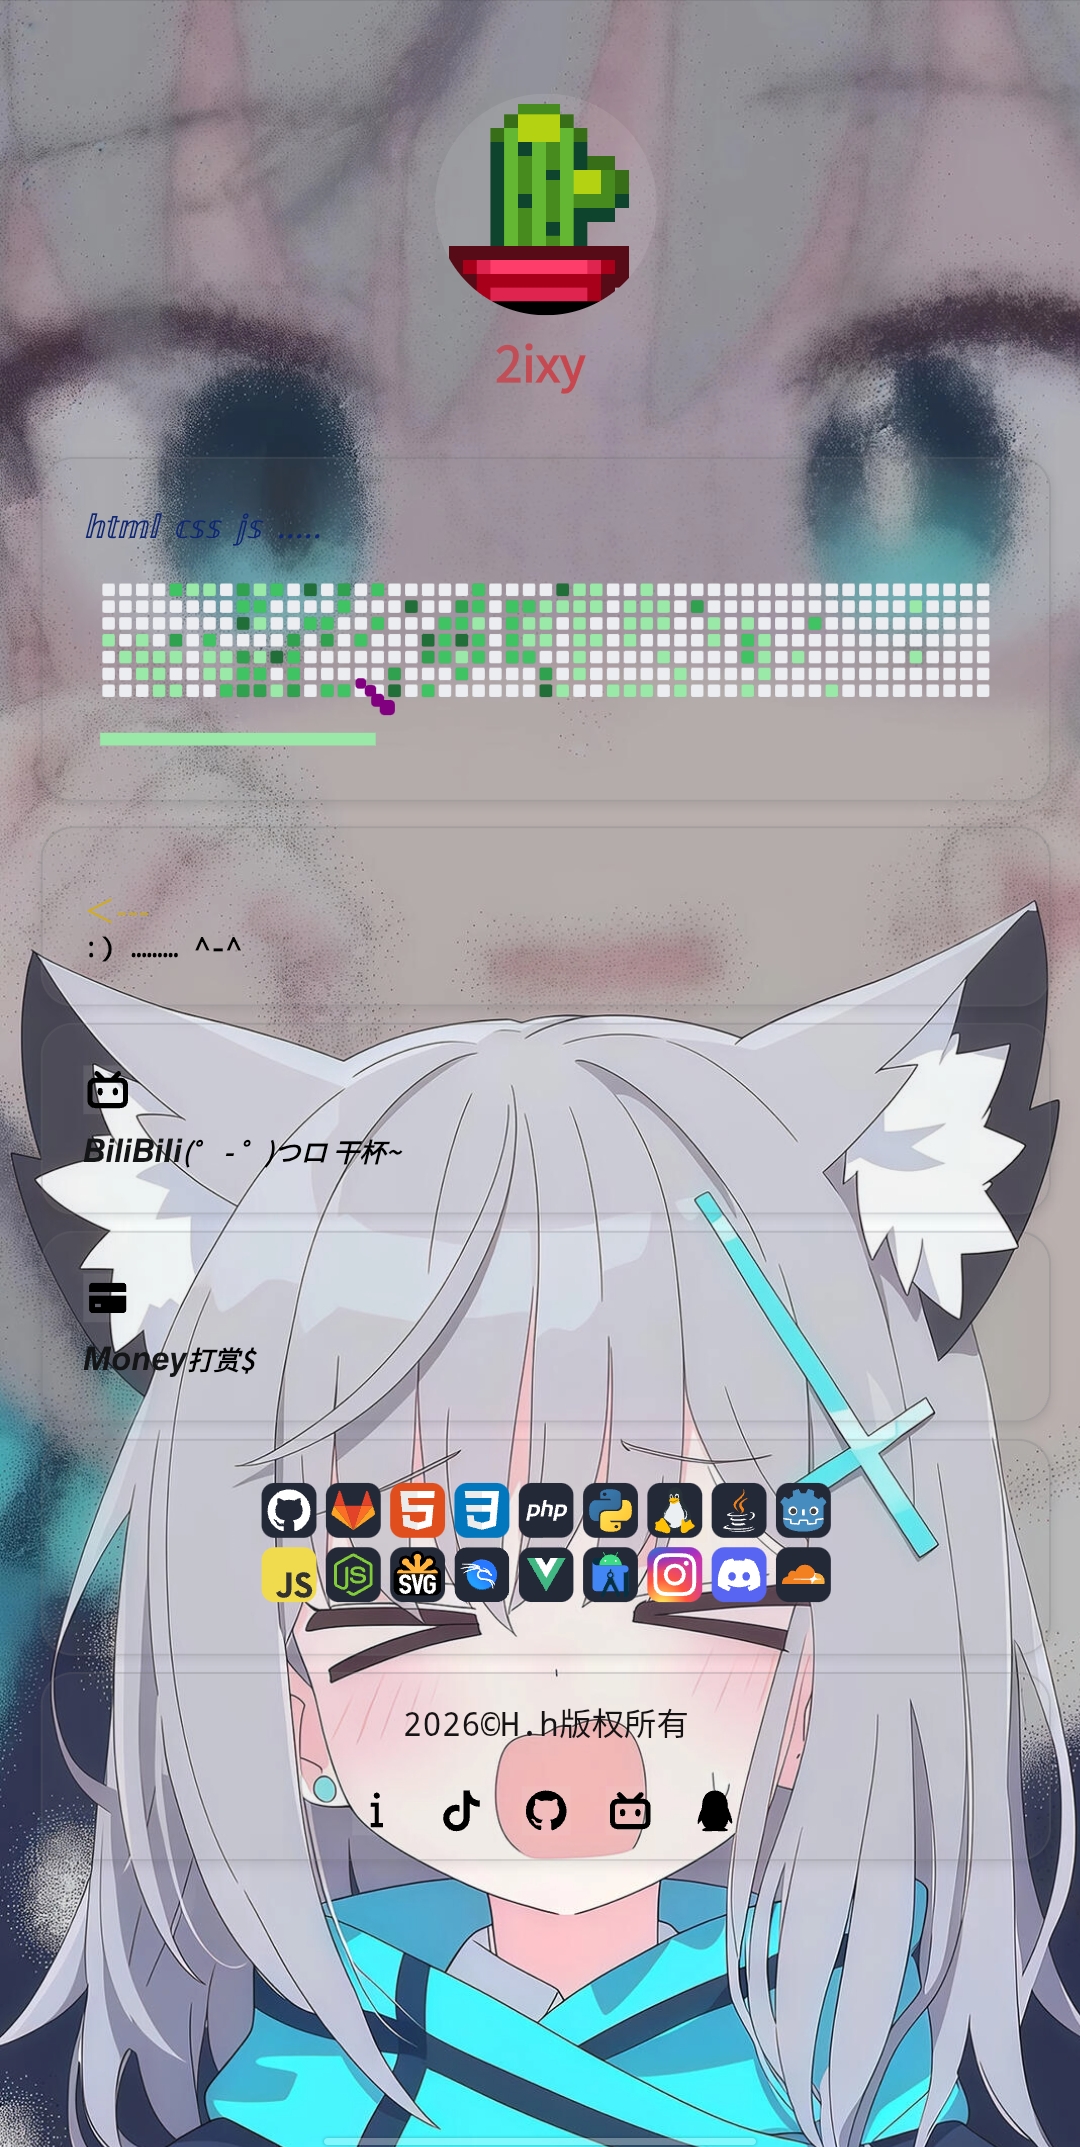 2ixy
html css js .....
<---
:) ……… ^-^
BiliBili(゜-゜)つロ 干杯~
Money打赏$
php
JS JS SVG
2026©H.h版权所有
i